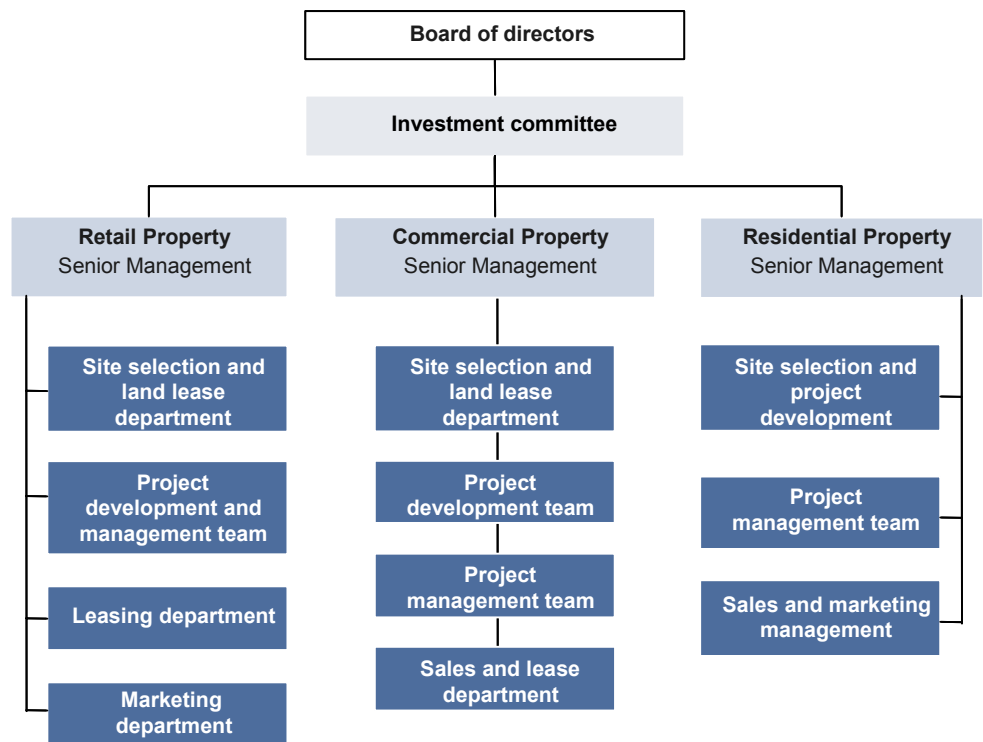 Board of directors
Investment committee
Retail Property
Senior Management
Site selection and
land lease
department
Project
development and
management team
Leasing department
Marketing
department
Commercial Property
Senior Management
Site selection and
land lease
department
Project
development team
Project
management team
Sales and lease
department
Residential Property
Senior Management
Site selection and
project
development
Project
management team
Sales and marketing
management